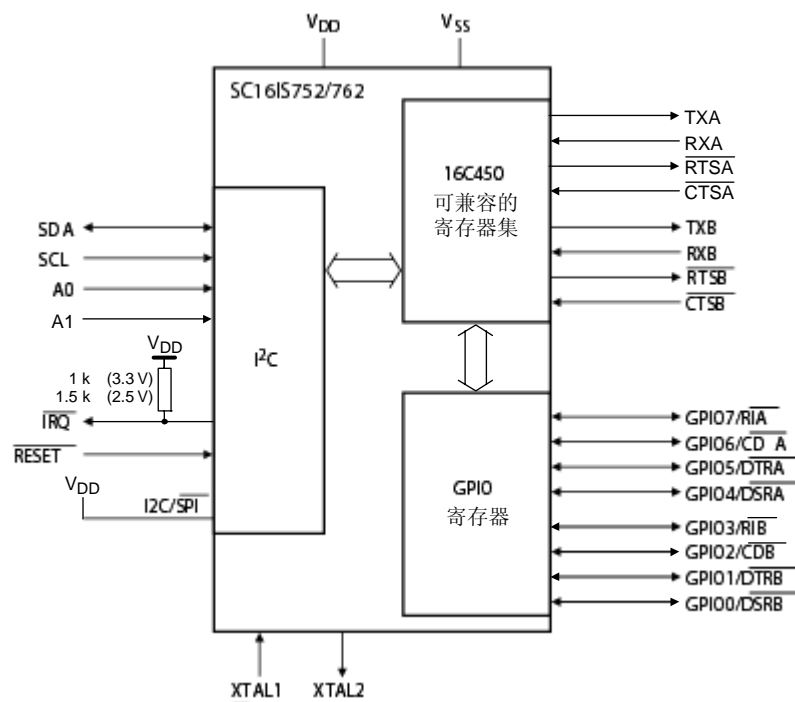 VDD
VSS
SC16IS752/762
16C450
可兼容的
寄存器集
TXA
RXA
RTSA
CTSA
TXB
RXB
RTSB
CTSB
SDA
SCL
A0
A1
VDD
1 k (3.3 V)
1.5 k (2.5 V)
IRQ
RESET
VDD
I2C/SPI
I²C
GPIO
寄存器
GPIO7/RIA
GPIO6/CD A
GPIO5/DTRA
GPIO4/DSRA
GPIO3/RIB
GPIO2/CDB
GPIO1/DTRB
GPIO0/DSRB
XTAL1
XTAL2